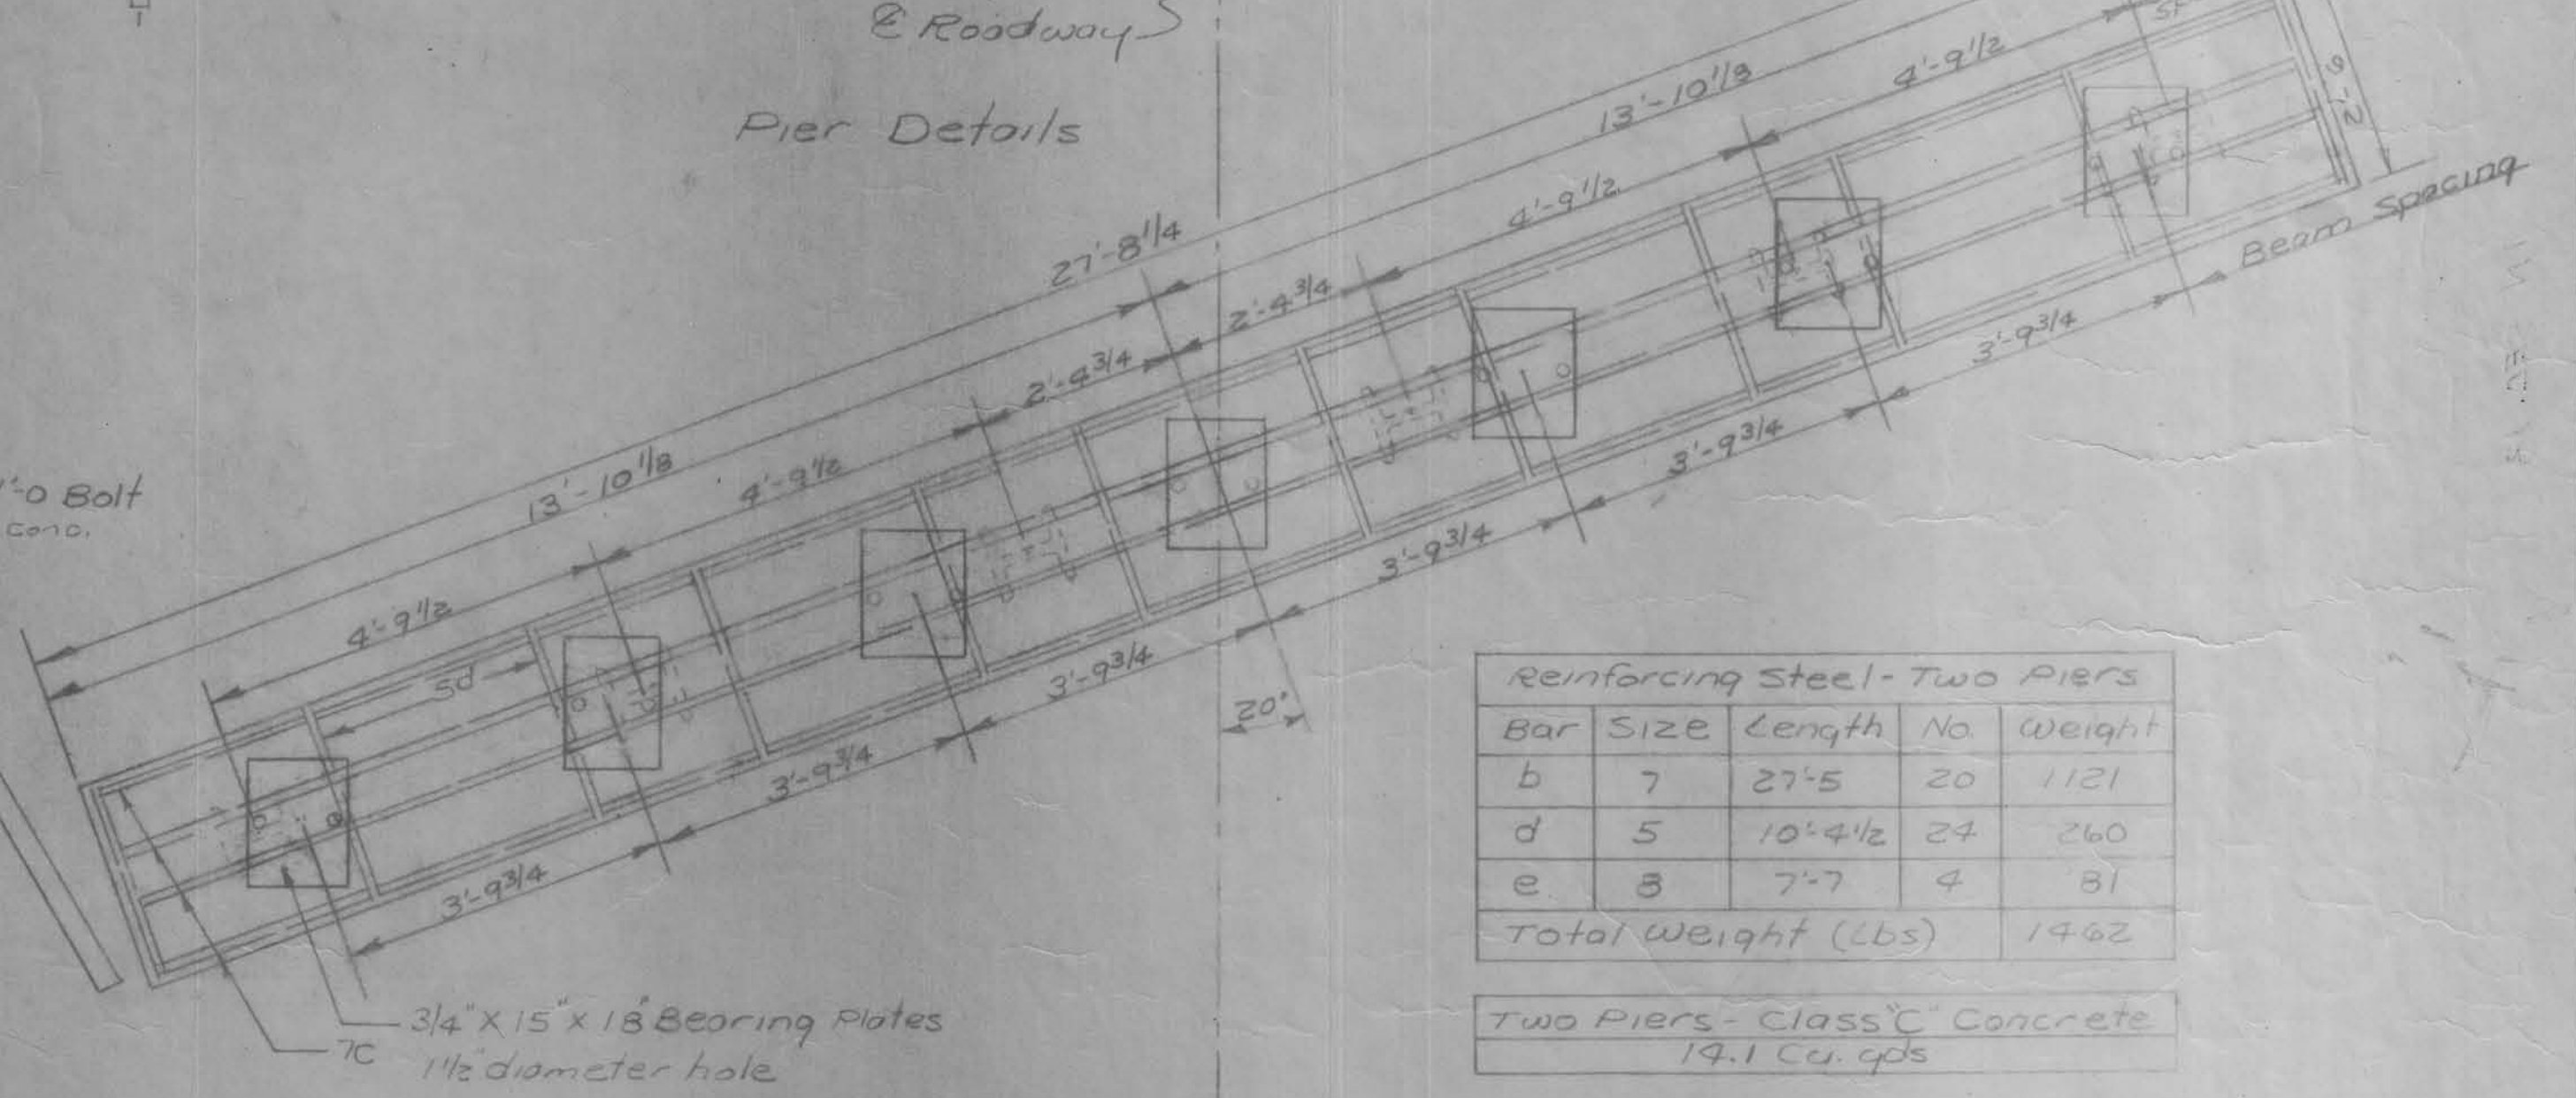 ℄ Roadway
Pier Details
27'-8 1/4
13'-10 1/8
13'-10 1/8
4'-9 1/2
4'-9 1/2
2'-4 3/4
2'-4 3/4
4'-9 1/2
4'-9 1/2
Beam Spacing
3'-9 3/4
3'-9 3/4
3'-9 3/4
3'-9 3/4
3'-9 3/4
3'-9 3/4
20°
5d
'-0 Bolt
conc.
3/4" X 15" X 18" Bearing Plates
1 1/2" diameter hole
7C
Reinforcing Steel - Two Piers
Bar Size Length No. Weight
b 7 27'-5 20 1121
d 5 10'-4 1/2 24 260
e 8 7'-7 4 81
Total Weight (Lbs) 1462
Two Piers - Class "C" Concrete
14.1 Cu. yds